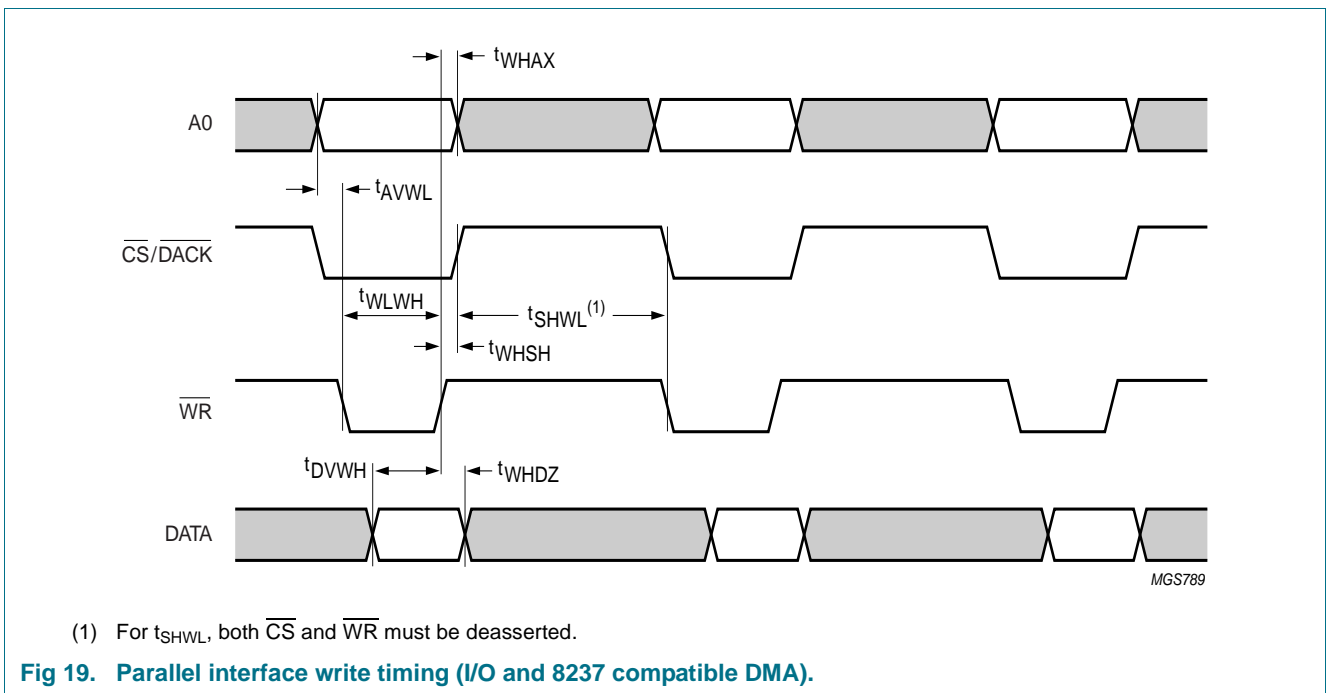 tWHAX
A0
tAVWL
CS/DACK
tWLWH
tSHWL(1)
tWHSH
WR
tDVWH
tWHDZ
DATA
MGS789
(1) For tSHWL, both CS and WR must be deasserted.
Fig 19. Parallel interface write timing (I/O and 8237 compatible DMA).